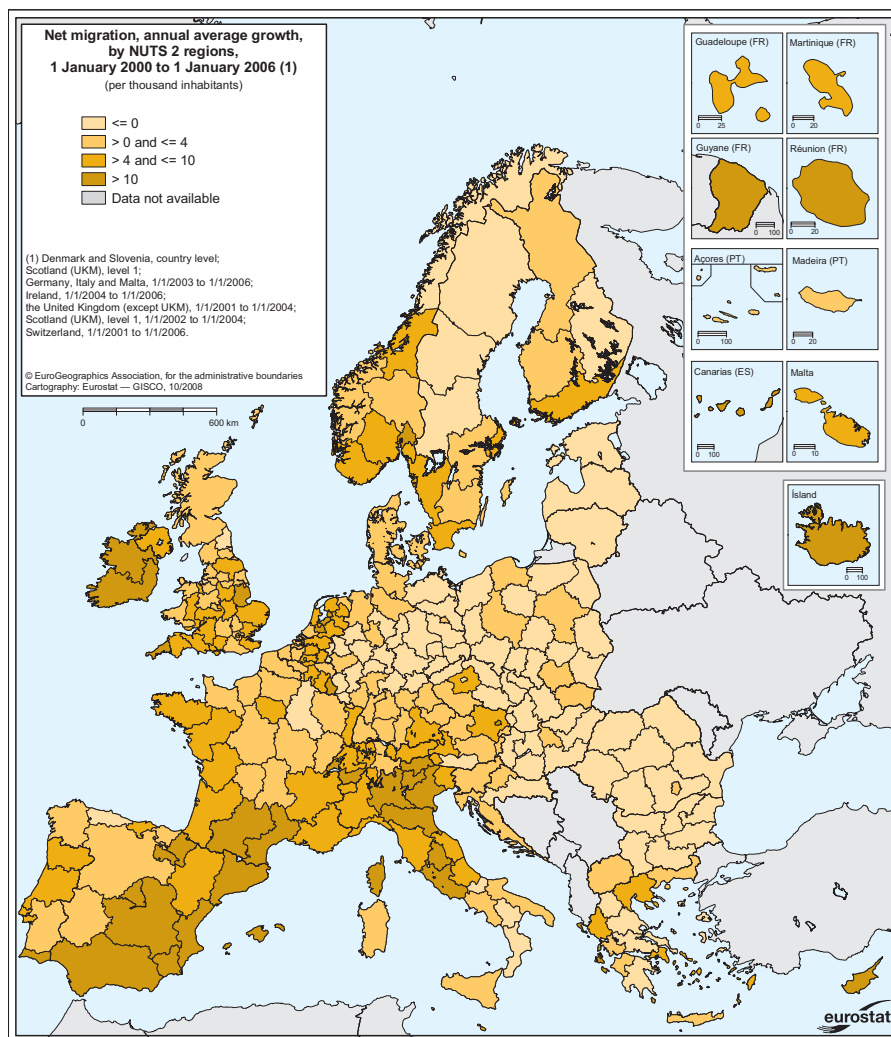 Net migration, annual average growth,
by NUTS 2 regions,
1 January 2000 to 1 January 2006 (1)
(per thousand inhabitants)
<= 0
> 0 and <= 4
> 4 and <= 10
> 10
Data not available
(1) Denmark and Slovenia, country level;
Scotland (UKM), level 1;
Germany, Italy and Malta, 1/1/2003 to 1/1/2006;
Ireland, 1/1/2004 to 1/1/2006;
the United Kingdom (except UKM), 1/1/2001 to 1/1/2004;
Scotland (UKM), level 1, 1/1/2002 to 1/1/2004;
Switzerland, 1/1/2001 to 1/1/2006.
© EuroGeographics Association, for the administrative boundaries
Cartography: Eurostat — GISCO, 10/2008
0 600 km
Guadeloupe (FR)
0 25
Martinique (FR)
0 20
Guyane (FR)
0 100
Réunion (FR)
0 20
Açores (PT)
0 100
Madeira (PT)
0 20
Canarias (ES)
0 100
Malta
0 10
Ísland
0 100
eurostat